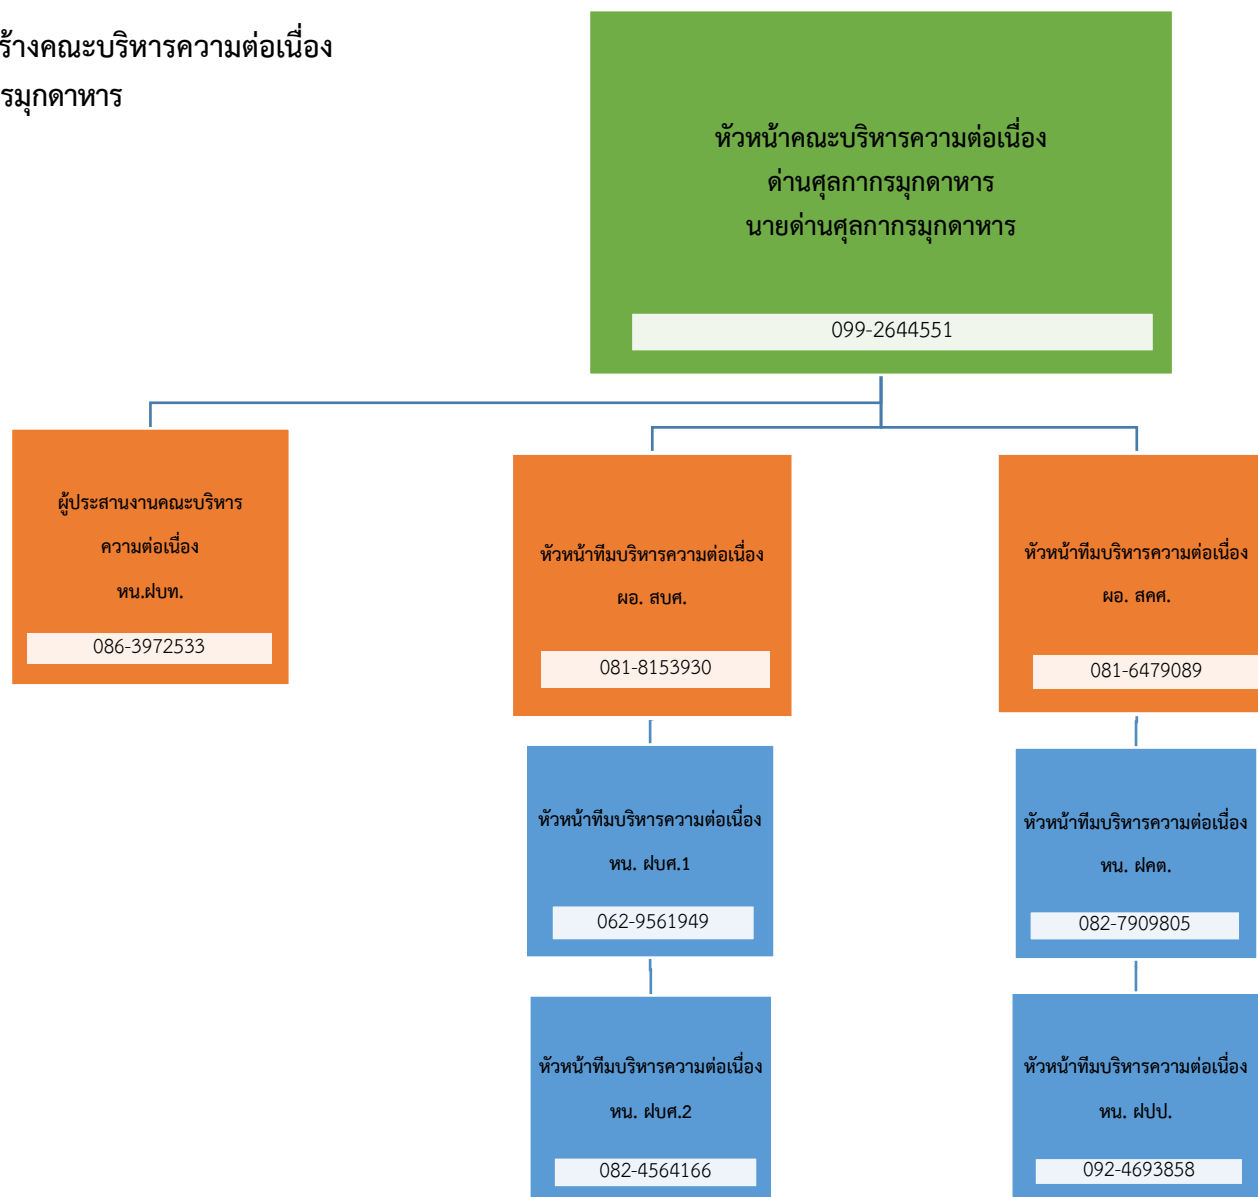 ร้างคณะบริหารความต่อเนื่อง
รมุกดาหาร
หัวหน้าคณะบริหารความต่อเนื่อง
ด่านศุลกากรมุกดาหาร
นายด่านศุลกากรมุกดาหาร
099-2644551
ผู้ประสานงานคณะบริหาร
ความต่อเนื่อง
หน.ฝบท.
086-3972533
หัวหน้าทีมบริหารความต่อเนื่อง
ผอ. สบศ.
081-8153930
หัวหน้าทีมบริหารความต่อเนื่อง
ผอ. สคศ.
081-6479089
หัวหน้าทีมบริหารความต่อเนื่อง
หน. ฝบศ.1
062-9561949
หัวหน้าทีมบริหารความต่อเนื่อง
หน. ฝคต.
082-7909805
หัวหน้าทีมบริหารความต่อเนื่อง
หน. ฝบศ.2
082-4564166
หัวหน้าทีมบริหารความต่อเนื่อง
หน. ฝปป.
092-4693858